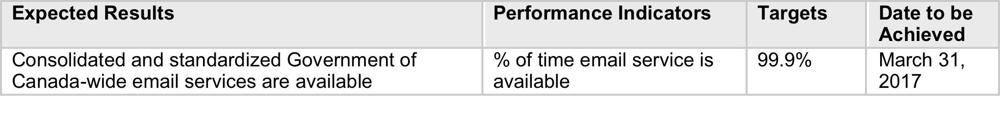 Expected Results
Performance Indicators
Targets
Date to be
Achieved
Consolidated and standardized Government of
Canada-wide email services are available
% of time email service is
available
99.9%
March 31,
2017